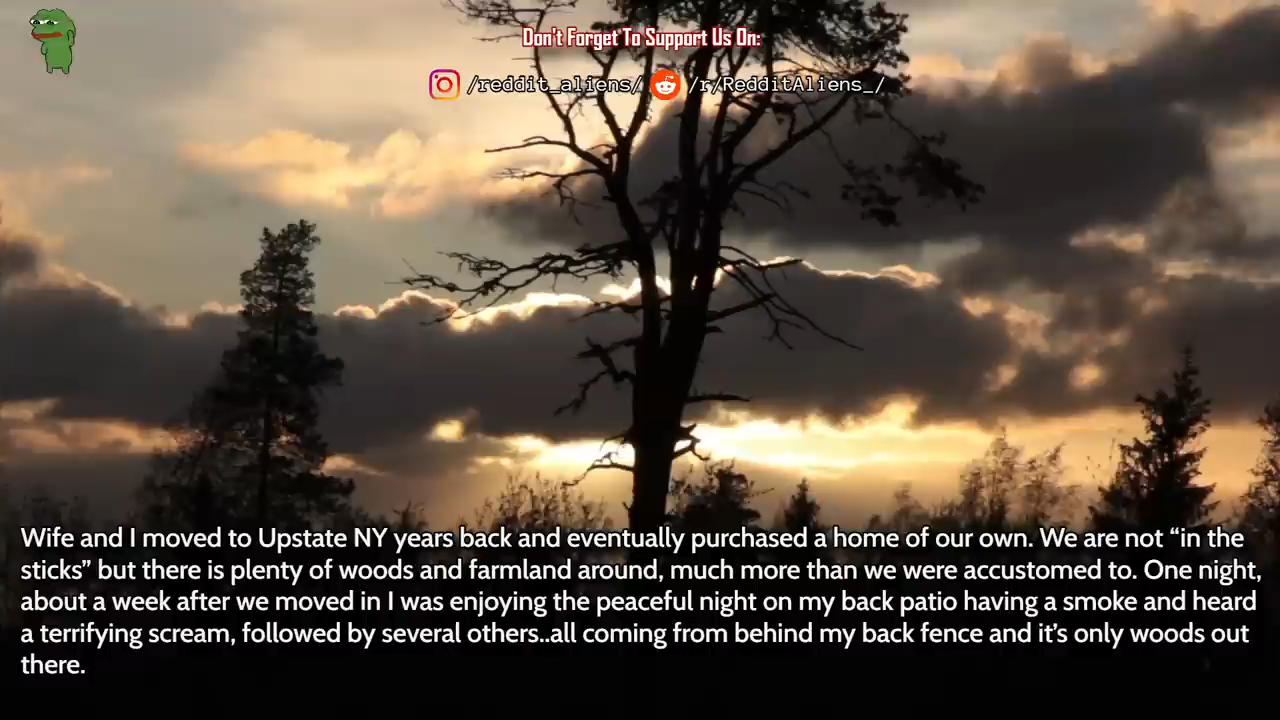 Don't Forget To Support Us On:
/reddit_aliens/ /r/RedditAliens_/
Wife and I moved to Upstate NY years back and eventually purchased a home of our own. We are not “in the
sticks” but there is plenty of woods and farmland around, much more than we were accustomed to. One night,
about a week after we moved in I was enjoying the peaceful night on my back patio having a smoke and heard
a terrifying scream, followed by several others..all coming from behind my back fence and it’s only woods out
there.